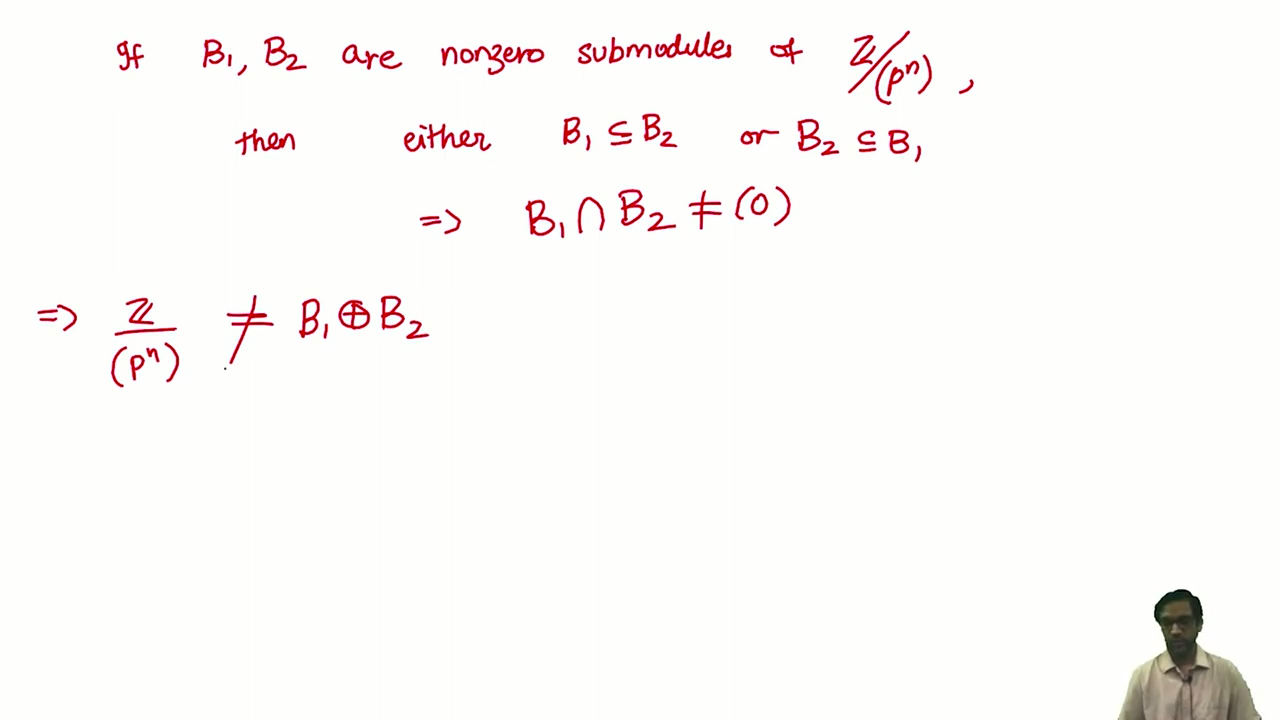 If B₁, B₂ are nonzero submodules of ℤ/(pⁿ),
then either B₁ ⊆ B₂ or B₂ ⊆ B₁
=> B₁ ∩ B₂ ≠ (0)
=> ℤ/(pⁿ) ≠ B₁ ⊕ B₂